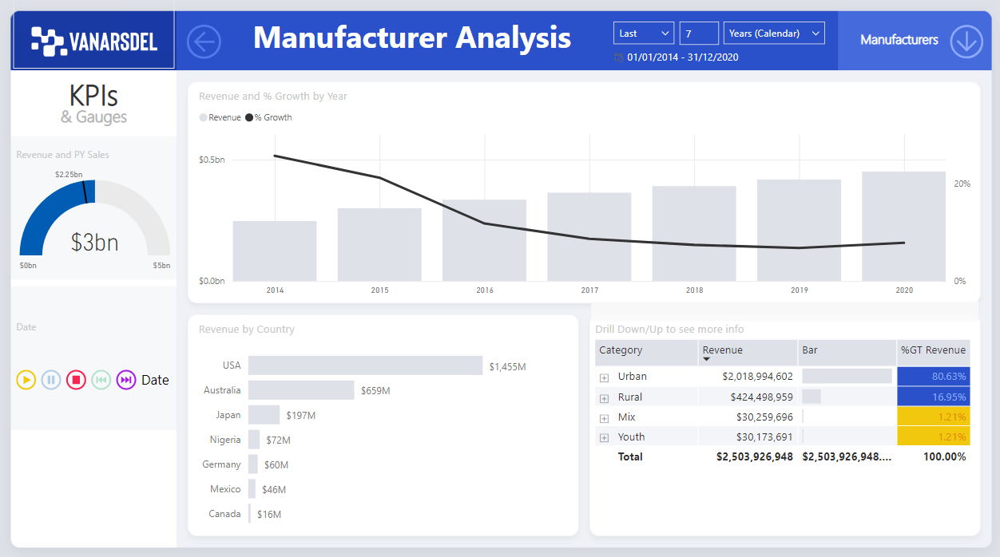 VANARSDEL
Manufacturer Analysis
Last 7 Years (Calendar)
01/01/2014 - 31/12/2020
Manufacturers
KPIs
& Gauges
Revenue and PY Sales
$2.25bn
$3bn
$0bn $5bn
Date
Date
Revenue and % Growth by Year
Revenue % Growth
$0.5bn
20%
$0.0bn 0%
2014 2015 2016 2017 2018 2019 2020
Revenue by Country
USA $1,455M
Australia $659M
Japan $197M
Nigeria $72M
Germany $60M
Mexico $46M
Canada $16M
Drill Down/Up to see more info
Category Revenue Bar %GT Revenue
Urban $2,018,994,602 80.63%
Rural $424,498,959 16.95%
Mix $30,259,696 1.21%
Youth $30,173,691 1.21%
Total $2,503,926,948 $2,503,926,948.... 100.00%